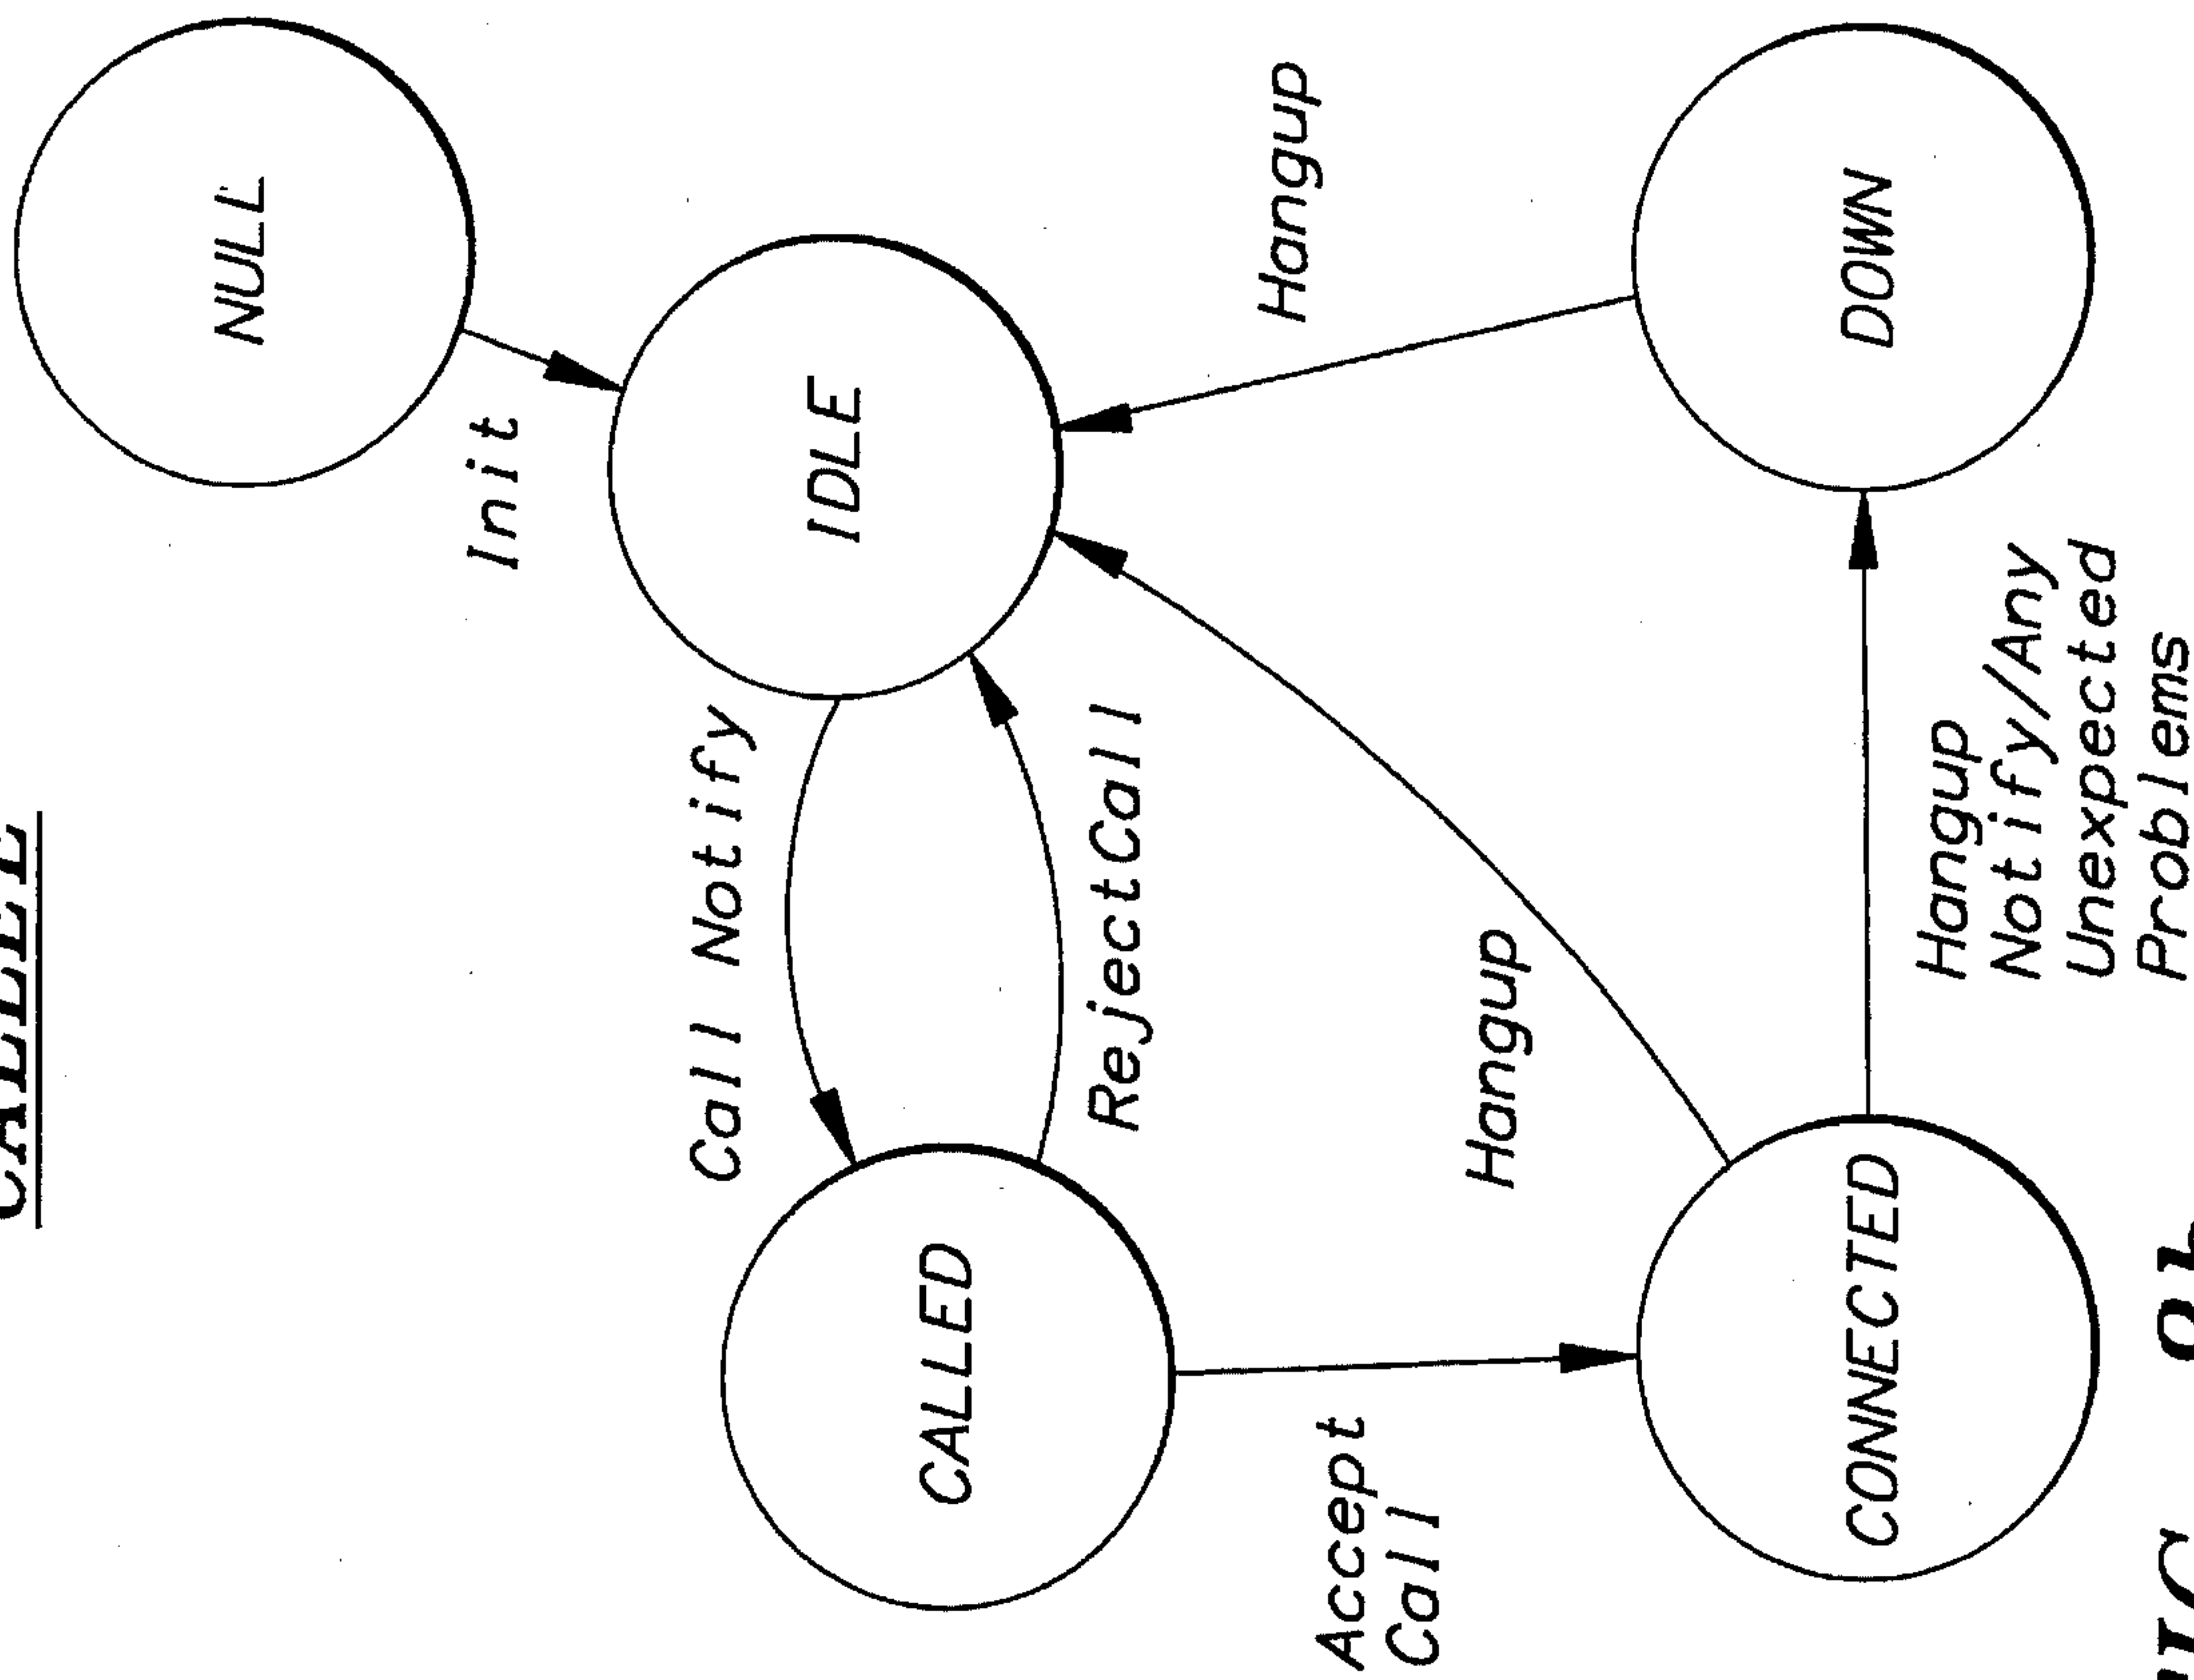 CALLEE
NULL
Init
Call Notify
IDLE
CALLED
RejectCall
Hangup
Accept
Call
Hangup
CONNECTED
DOWN
Hangup
Notify/Any
Unexpected
Problems